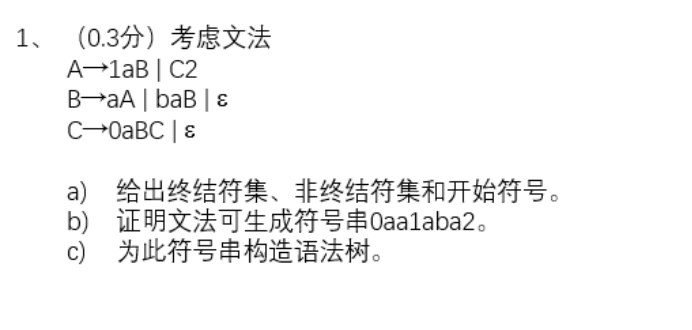 1、（0.3分）考虑文法
A→1aB | C2
B→aA | baB | ε
C→0aBC | ε
a) 给出终结符集、非终结符集和开始符号。
b) 证明文法可生成符号串0aa1aba2。
c) 为此符号串构造语法树。